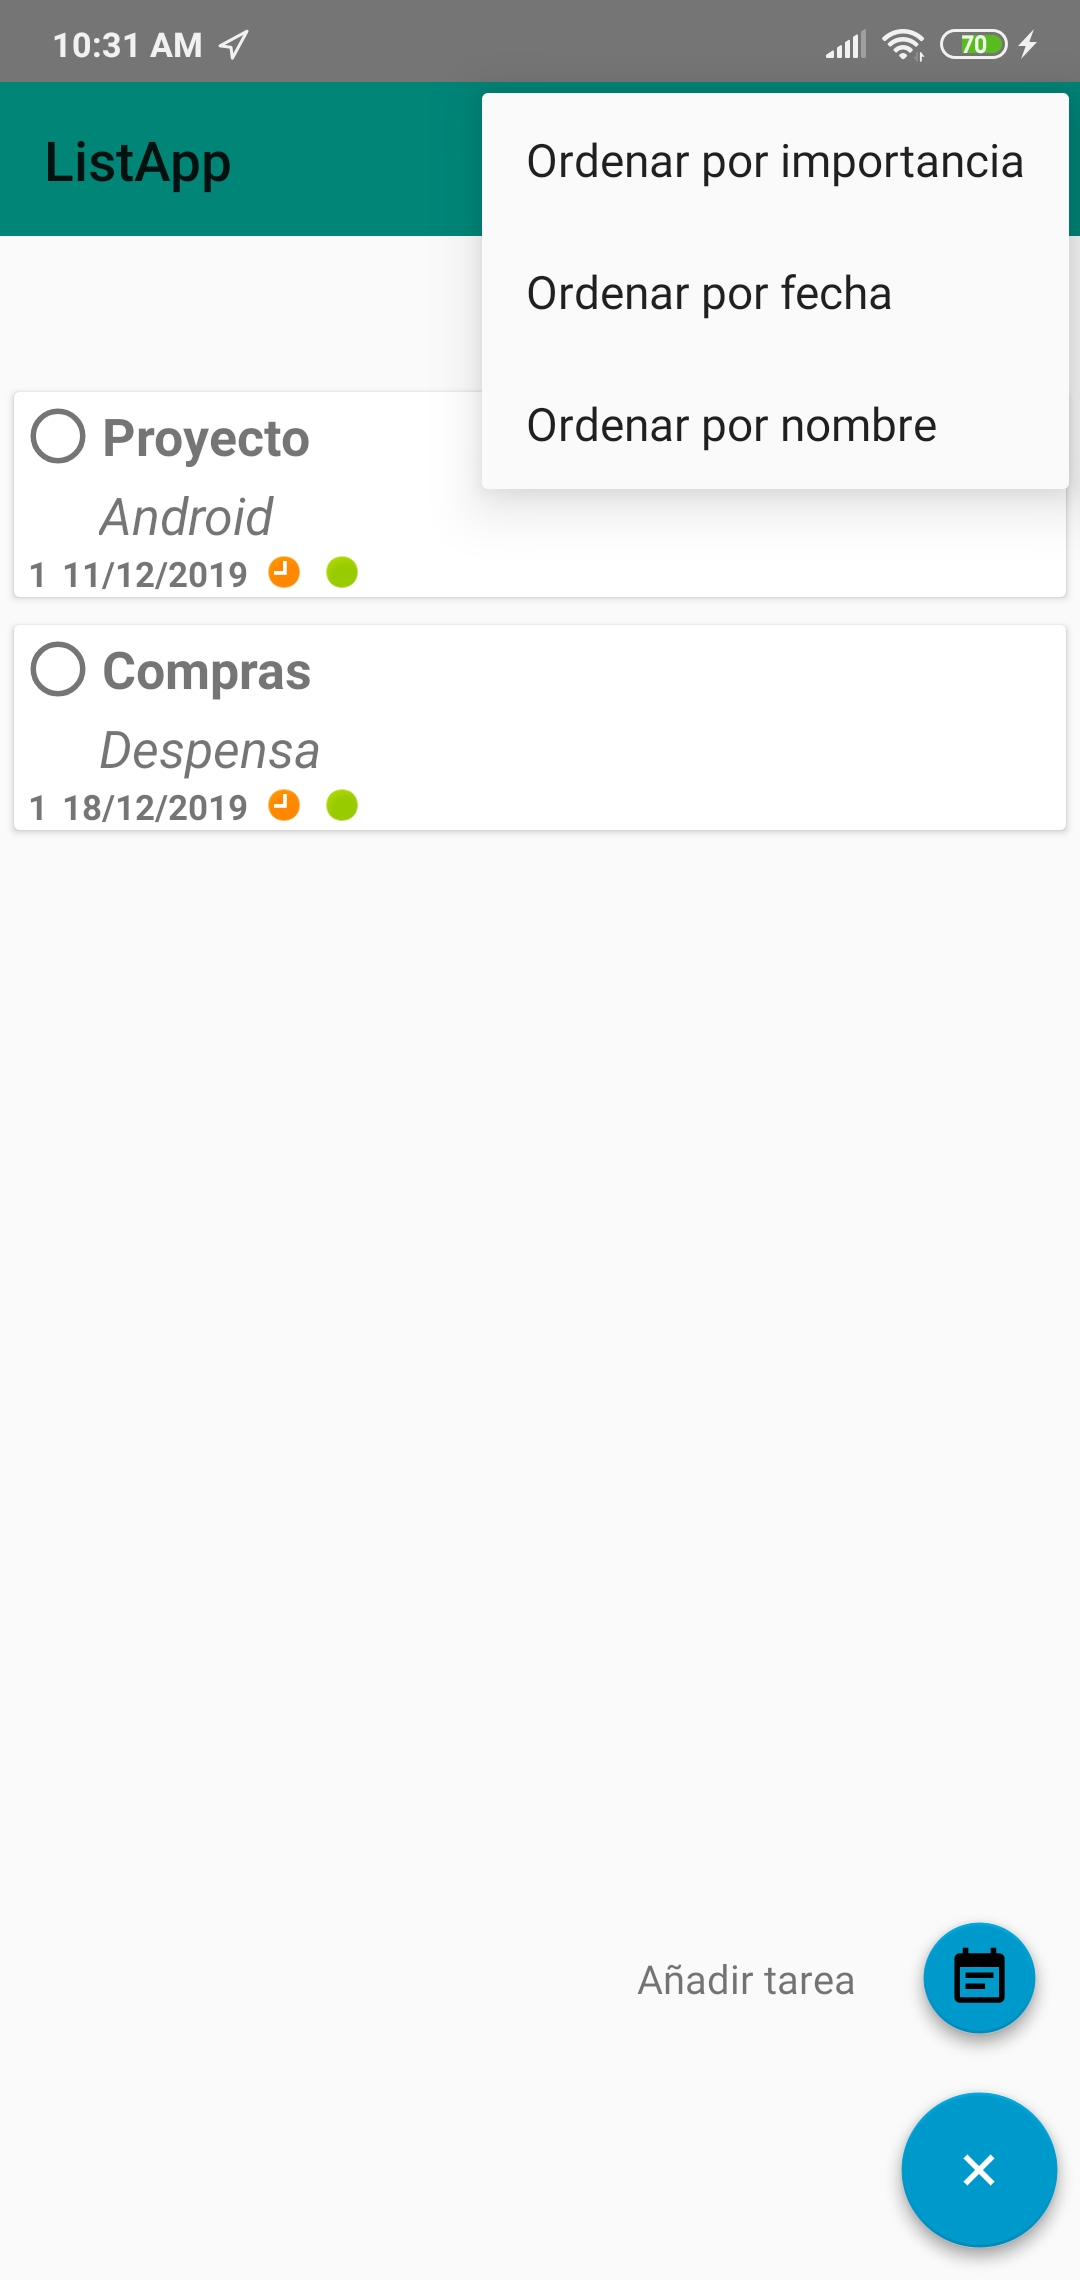 10:31 AM
70
ListApp
Ordenar por importancia
Ordenar por fecha
Ordenar por nombre
Proyecto
Android
1 11/12/2019
Compras
Despensa
1 18/12/2019
Añadir tarea